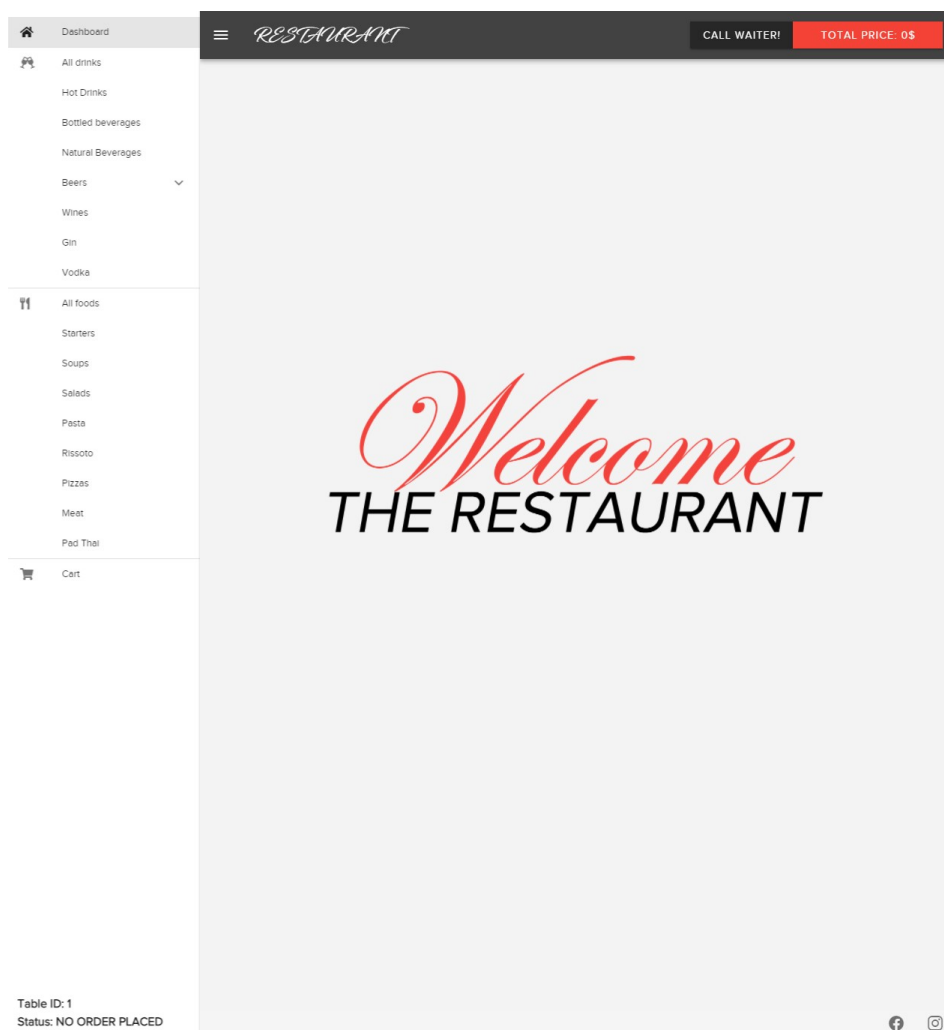 Dashboard
All drinks
Hot Drinks
Bottled beverages
Natural Beverages
Beers
Wines
Gin
Vodka
All foods
Starters
Soups
Salads
Pasta
Rissoto
Pizzas
Meat
Pad Thai
Cart
Table ID: 1
Status: NO ORDER PLACED
RESTAURANT
CALL WAITER!
TOTAL PRICE: 0$
Welcome
THE RESTAURANT